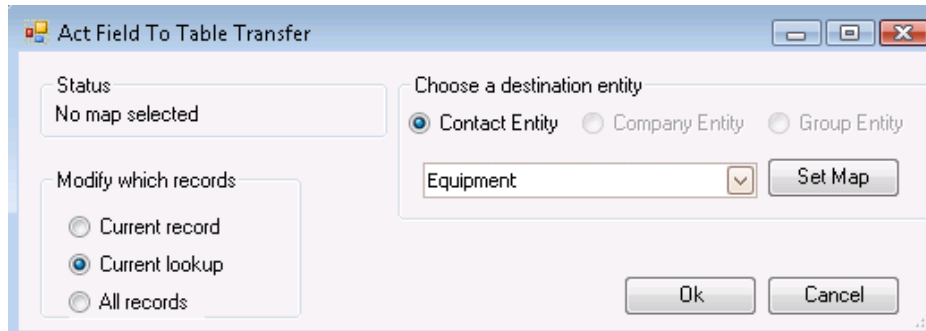 Act Field To Table Transfer
Status
No map selected
Choose a destination entity
Contact Entity
Company Entity
Group Entity
Equipment
Set Map
Modify which records
Current record
Current lookup
All records
Ok
Cancel